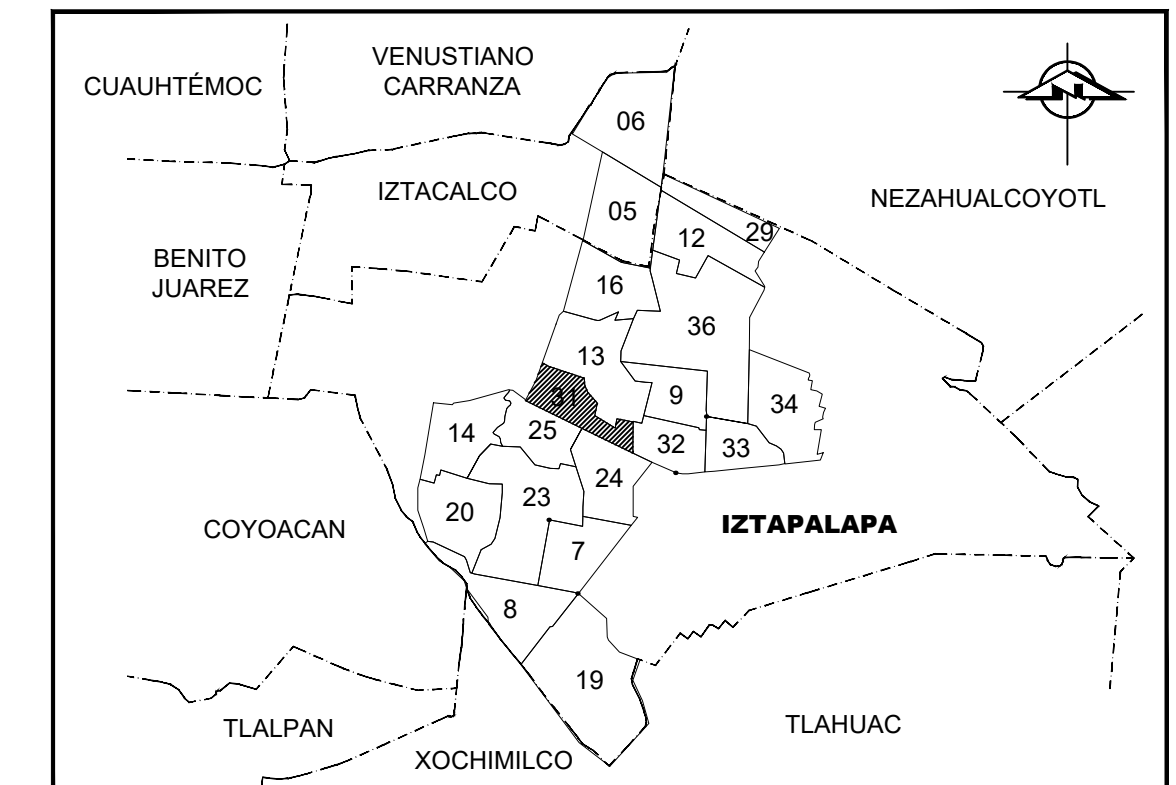 VENUSTIANO
CARRANZA
CUAUHTÉMOC
06
N
IZTACALCO
NEZAHUALCOYOTL
05
29
12
BENITO
JUAREZ
16
36
13
31
9
34
14
25
32
33
24
23
20
IZTAPALAPA
COYOACAN
7
8
19
TLALPAN
TLAHUAC
XOCHIMILCO